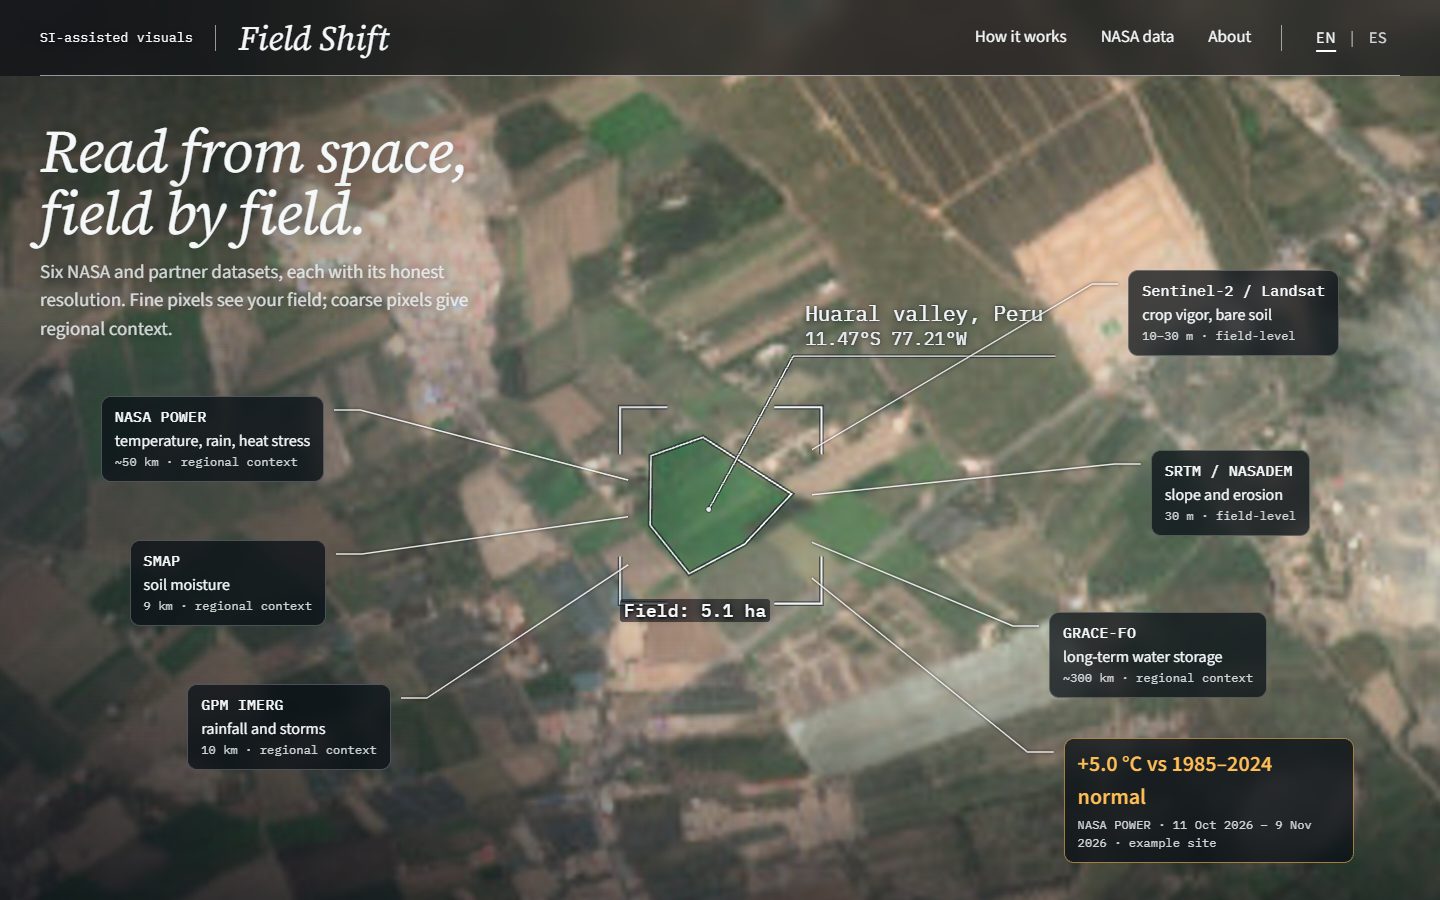 SI-assisted visuals
Field Shift
How it works
NASA data
About
EN | ES
Read from space,
field by field.
Six NASA and partner datasets, each with its honest
resolution. Fine pixels see your field; coarse pixels give
regional context.
Huaral valley, Peru
11.47°S 77.21°W
Sentinel-2 / Landsat
crop vigor, bare soil
10–30 m · field-level
NASA POWER
temperature, rain, heat stress
~50 km · regional context
SRTM / NASADEM
slope and erosion
30 m · field-level
SMAP
soil moisture
9 km · regional context
Field: 5.1 ha
GRACE-FO
long-term water storage
~300 km · regional context
GPM IMERG
rainfall and storms
10 km · regional context
+5.0 °C vs 1985–2024
normal
NASA POWER · 11 Oct 2026 – 9 Nov
2026 · example site